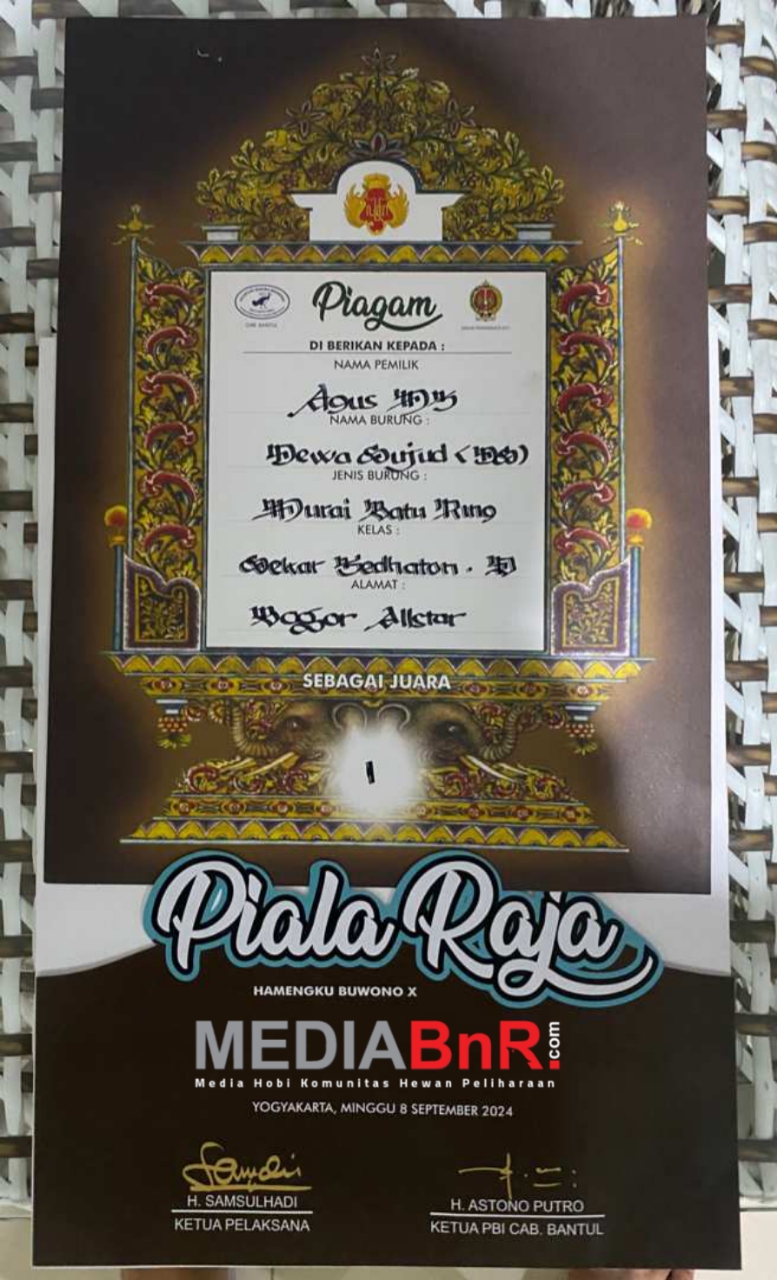 Piagam
DI BERIKAN KEPADA :
NAMA PEMILIK
Agus
NAMA BURUNG :
Dewa Sujud (DS)
JENIS BURUNG :
Murai Batu Ring
KELAS :
Sekar Kedhaton .
ALAMAT :
Bogor Allstar
SEBAGAI JUARA
1
Piala Raja
HAMENGKU BUWONO X
MEDIABnR.com
Media Hobi Komunitas Hewan Peliharaan
YOGYAKARTA, MINGGU 8 SEPTEMBER 2024
H. SAMSULHADI
KETUA PELAKSANA
H. ASTONO PUTRO
KETUA PBI CAB. BANTUL